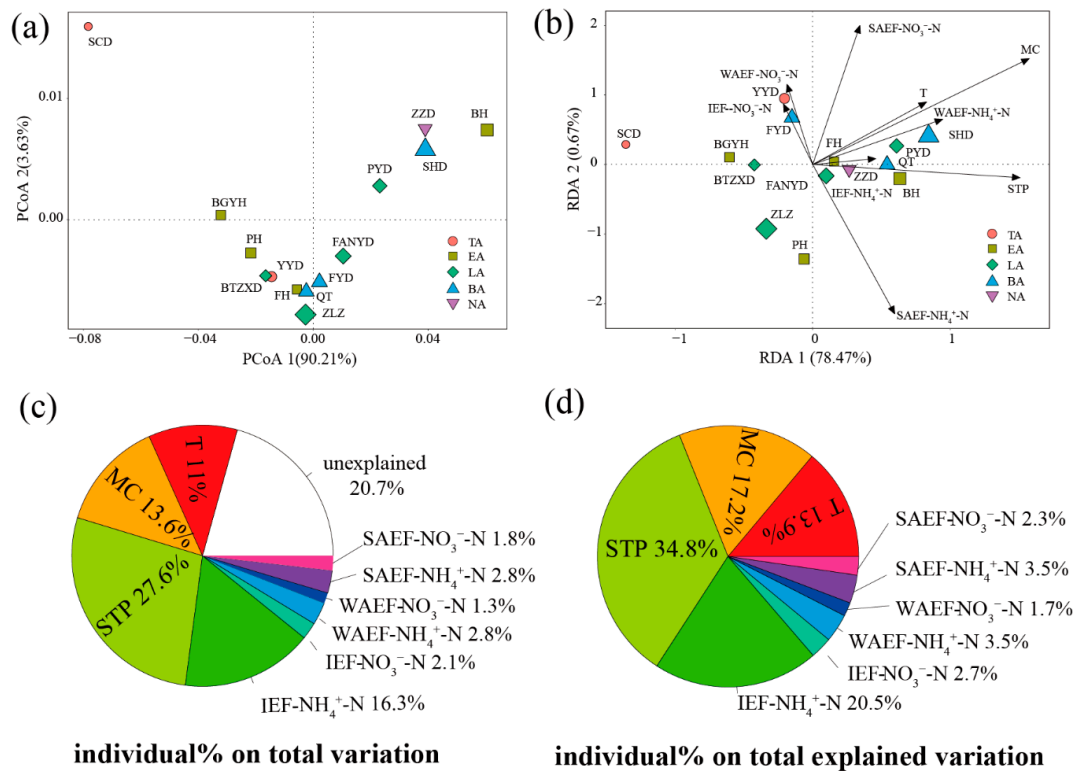 (a)
SCD
0.01
ZZD
BH
SHD
PYD
BGYH
0.00
PH
YYD
FANYD
BTZXD
FYD
FH
QT
ZLZ
TA
EA
LA
BA
NA
PCoA 2(3.63%)
−0.08
−0.04
0.00
0.04
PCoA 1(90.21%)
(b)
2
1
0
−1
−2
RDA 2 (0.67%)
SAEF-NO₃⁻-N
MC
WAEF-NO₃⁻-N
T
YYD
IEF--NO₃⁻-N
WAEF-NH₄⁺-N
FYD
SHD
SCD
FH
PYD
BGYH
QT
BTZXD
ZZD
STP
FANYD
IEF-NH₄⁺-N
BH
ZLZ
PH
SAEF-NH₄⁺-N
TA
EA
LA
BA
NA
−1
0
1
RDA 1 (78.47%)
(c)
T 11%
MC 13.6%
STP 27.6%
unexplained
20.7%
SAEF-NO₃⁻-N 1.8%
SAEF-NH₄⁺-N 2.8%
WAEF-NO₃⁻-N 1.3%
WAEF-NH₄⁺-N 2.8%
IEF-NO₃⁻-N 2.1%
IEF-NH₄⁺-N 16.3%
individual% on total variation
(d)
MC 17.2%
T 13.9%
STP 34.8%
SAEF-NO₃⁻-N 2.3%
SAEF-NH₄⁺-N 3.5%
WAEF-NO₃⁻-N 1.7%
WAEF-NH₄⁺-N 3.5%
IEF-NO₃⁻-N 2.7%
IEF-NH₄⁺-N 20.5%
individual% on total explained variation